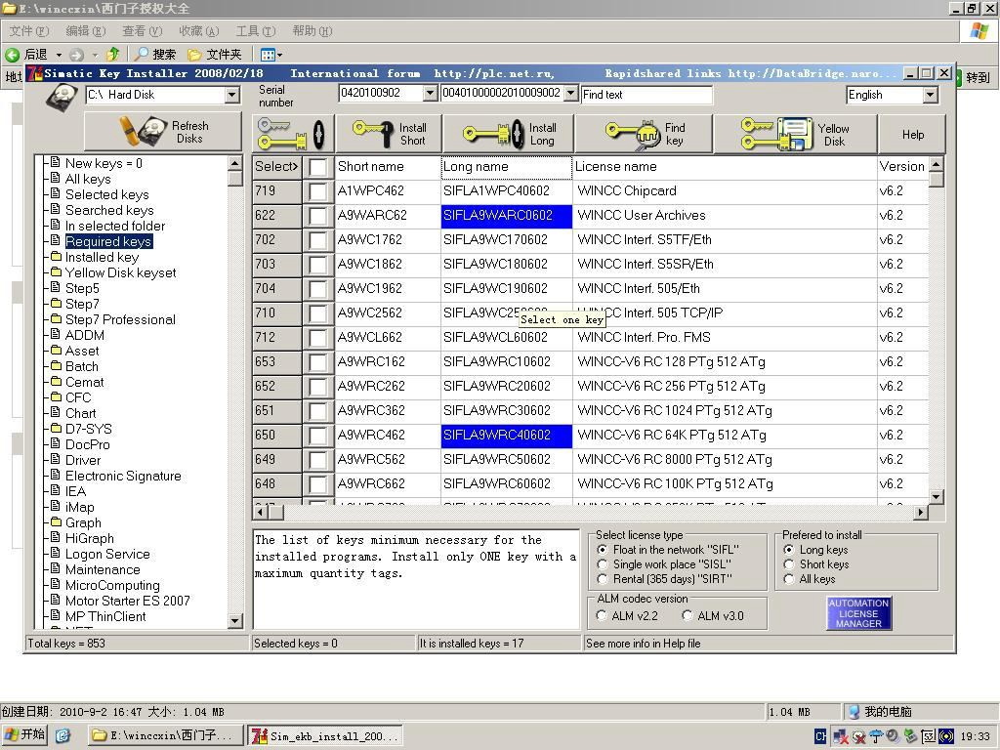 E:\winccxin\西门子授权大全
文件(F) 编辑(E) 查看(V) 收藏(A) 工具(T) 帮助(H)
后退 搜索 文件夹
转到
Simatic Key Installer 2008/02/18 International forum http://plc.net.ru, Rapidshared links http://DataBridge.naro...
C:\ Hard Disk
Serial number
0420100902
00401000002010009002
Find text
English
Refresh Disks
Install Short
Install Long
Find key
Yellow Disk
Help
New keys = 0
All keys
Selected keys
Searched keys
In selected folder
Required keys
Installed key
Yellow Disk keyset
Step5
Step7
Step7 Professional
ADDM
Asset
Batch
Cemat
CFC
Chart
D7-SYS
DocPro
Driver
Electronic Signature
IEA
iMap
Graph
HiGraph
Logon Service
Maintenance
MicroComputing
Motor Starter ES 2007
MP ThinClient
Select> Short name Long name License name Version
719 A1WPC462 SIFLA1WPC40602 WINCC Chipcard v6.2
622 A9WARC62 SIFLA9WARC0602 WINCC User Archives v6.2
702 A9WC1762 SIFLA9WC170602 WINCC Interf. S5TF/Eth v6.2
703 A9WC1862 SIFLA9WC180602 WINCC Interf. S5SR/Eth v6.2
704 A9WC1962 SIFLA9WC190602 WINCC Interf. 505/Eth v6.2
710 A9WC2562 SIFLA9WC250602 WINCC Interf. 505 TCP/IP v6.2
Select one key
712 A9WCL662 SIFLA9WCL60602 WINCC Interf. Pro. FMS v6.2
653 A9WRC162 SIFLA9WRC10602 WINCC-V6 RC 128 PTg 512 ATg v6.2
652 A9WRC262 SIFLA9WRC20602 WINCC-V6 RC 256 PTg 512 ATg v6.2
651 A9WRC362 SIFLA9WRC30602 WINCC-V6 RC 1024 PTg 512 ATg v6.2
650 A9WRC462 SIFLA9WRC40602 WINCC-V6 RC 64K PTg 512 ATg v6.2
649 A9WRC562 SIFLA9WRC50602 WINCC-V6 RC 8000 PTg 512 ATg v6.2
648 A9WRC662 SIFLA9WRC60602 WINCC-V6 RC 100K PTg 512 ATg v6.2
The list of keys minimum necessary for the
installed programs. Install only ONE key with a
maximum quantity tags.
Select license type
Float in the network "SIFL"
Single work place "SISL"
Rental (365 days) "SIRT"
ALM codec version
ALM v2.2 ALM v3.0
Prefered to install
Long keys
Short keys
All keys
AUTOMATION
LICENSE
MANAGER
Total keys = 853 Selected keys = 0 It is installed keys = 17 See more info in Help file
创建日期: 2010-9-2 16:47 大小: 1.04 MB 1.04 MB 我的电脑
开始 E:\winccxin\西门子... Sim_ekb_install_200... CH 19:33